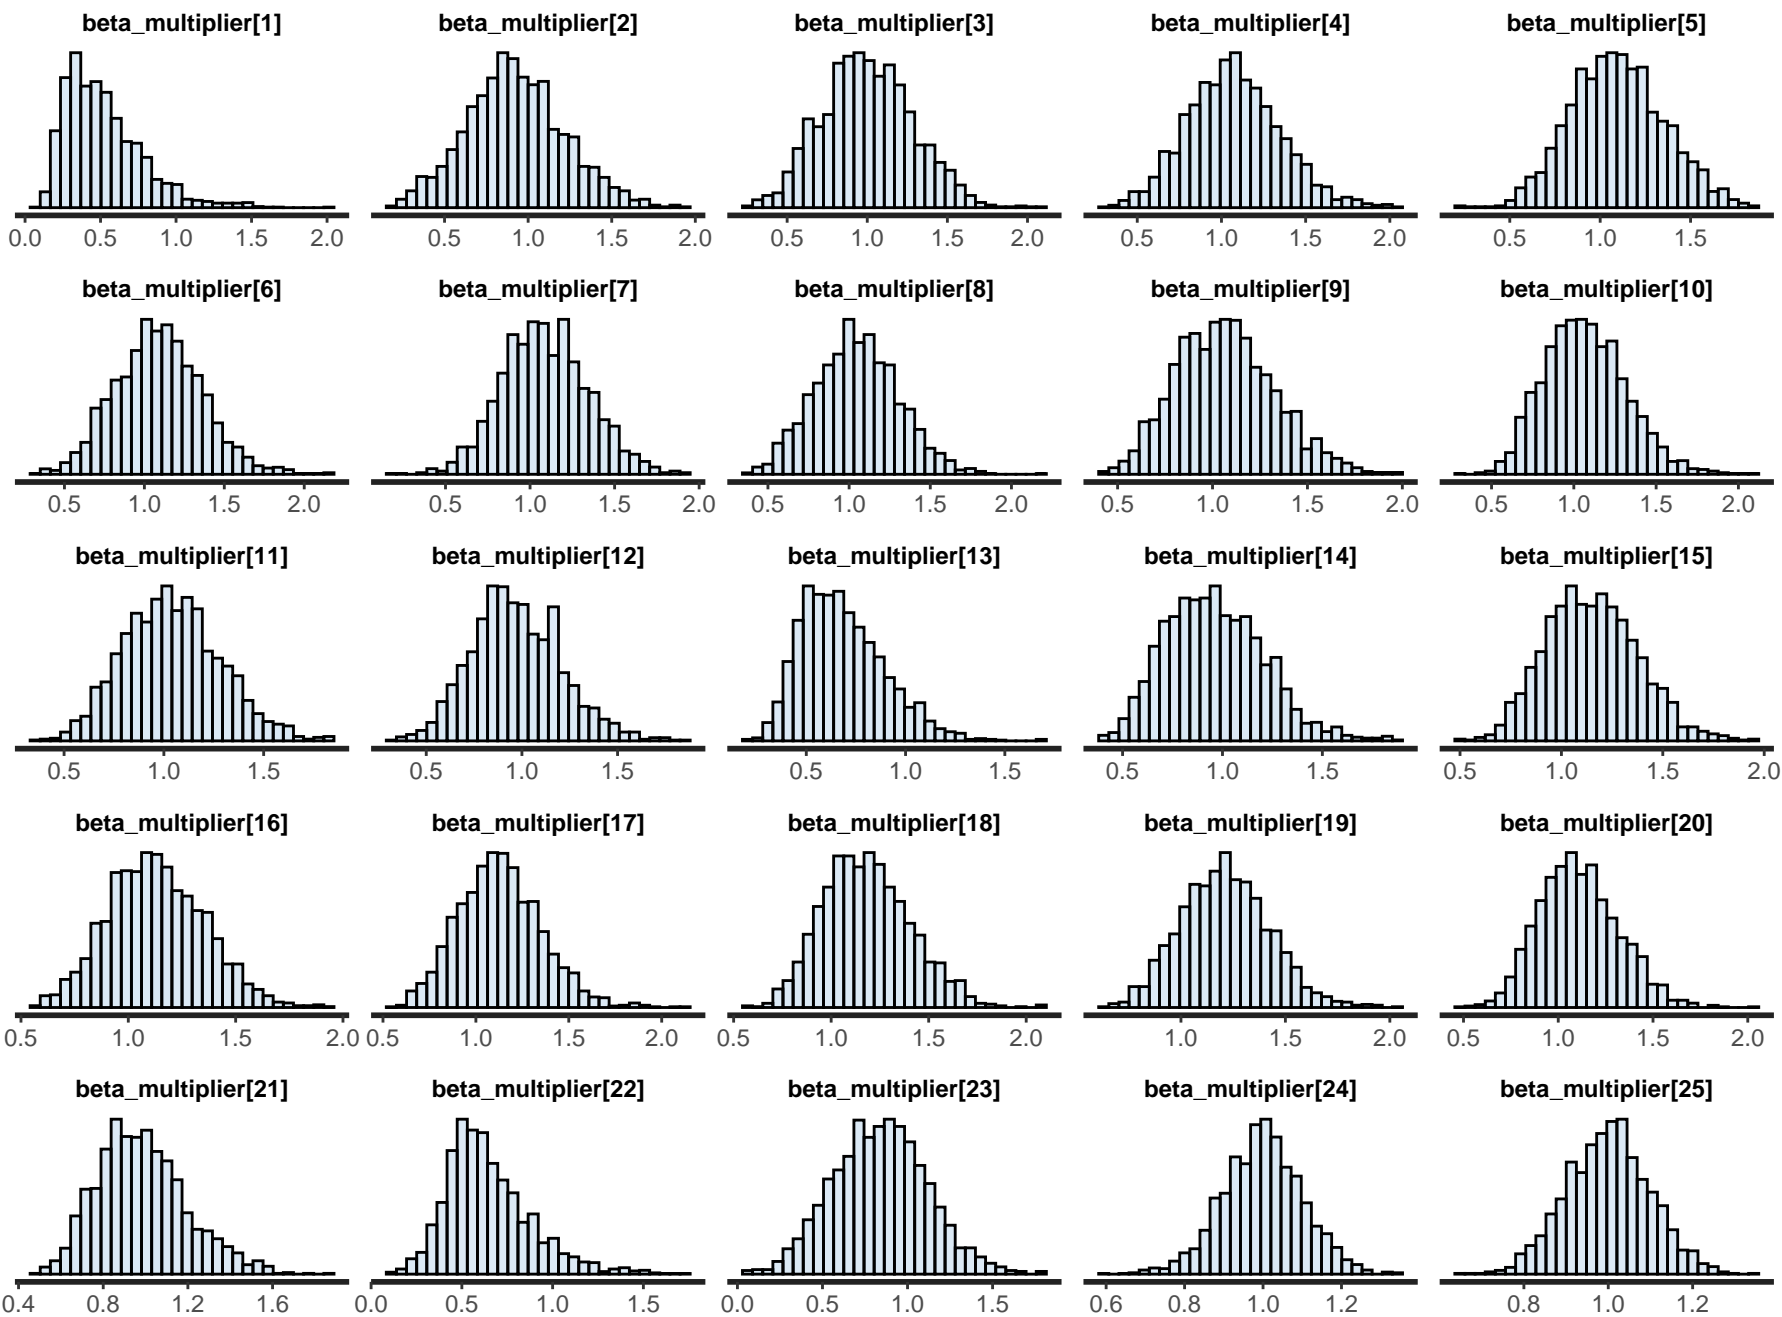 beta_multiplier[1] beta_multiplier[2] beta_multiplier[3] beta_multiplier[4] beta_multiplier[5]
0.0 0.5 1.0 1.5 2.0 0.5 1.0 1.5 2.0 0.5 1.0 1.5 2.0 0.5 1.0 1.5 2.0 0.5 1.0 1.5
beta_multiplier[6] beta_multiplier[7] beta_multiplier[8] beta_multiplier[9] beta_multiplier[10]
0.5 1.0 1.5 2.0 0.5 1.0 1.5 2.0 0.5 1.0 1.5 2.0 0.5 1.0 1.5 2.0 0.5 1.0 1.5 2.0
beta_multiplier[11] beta_multiplier[12] beta_multiplier[13] beta_multiplier[14] beta_multiplier[15]
0.5 1.0 1.5 0.5 1.0 1.5 0.5 1.0 1.5 0.5 1.0 1.5 0.5 1.0 1.5 2.0
beta_multiplier[16] beta_multiplier[17] beta_multiplier[18] beta_multiplier[19] beta_multiplier[20]
0.5 1.0 1.5 2.0 0.5 1.0 1.5 2.0 0.5 1.0 1.5 2.0 1.0 1.5 2.0 0.5 1.0 1.5 2.0
beta_multiplier[21] beta_multiplier[22] beta_multiplier[23] beta_multiplier[24] beta_multiplier[25]
0.4 0.8 1.2 1.6 0.0 0.5 1.0 1.5 0.0 0.5 1.0 1.5 0.6 0.8 1.0 1.2 0.8 1.0 1.2